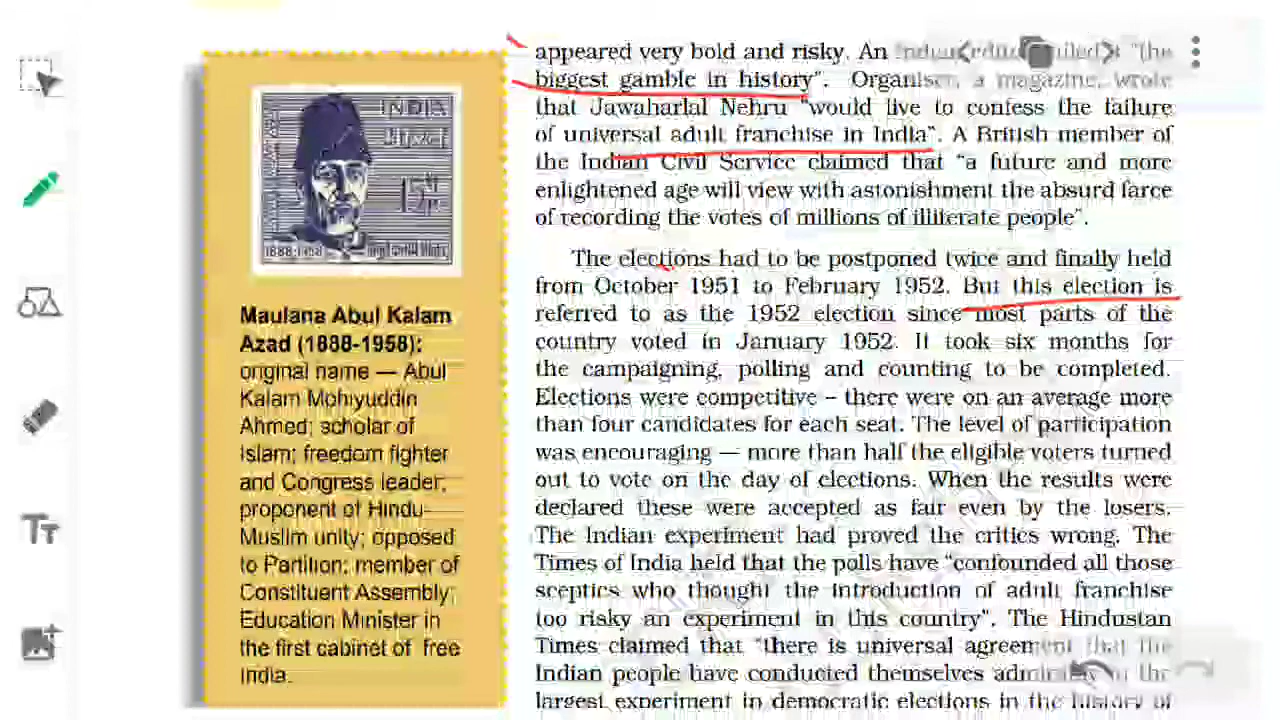 INDIA
15
1888-1958
Maulana Abul Kalam
Azad (1888-1958):
original name — Abul
Kalam Mohiyuddin
Ahmed; scholar of
Islam; freedom fighter
and Congress leader;
proponent of Hindu-
Muslim unity; opposed
to Partition; member of
Constituent Assembly;
Education Minister in
the first cabinet of free
India.
appeared very bold and risky. An Indian "the
biggest gamble in history". Organiser, a magazine, wrote
that Jawaharlal Nehru "would live to confess the failure
of universal adult franchise in India". A British member of
the Indian Civil Service claimed that "a future and more
enlightened age will view with astonishment the absurd farce
of recording the votes of millions of illiterate people".
The elections had to be postponed twice and finally held
from October 1951 to February 1952. But this election is
referred to as the 1952 election since most parts of the
country voted in January 1952. It took six months for
the campaigning, polling and counting to be completed.
Elections were competitive – there were on an average more
than four candidates for each seat. The level of participation
was encouraging — more than half the eligible voters turned
out to vote on the day of elections. When the results were
declared these were accepted as fair even by the losers.
The Indian experiment had proved the critics wrong. The
Times of India held that the polls have "confounded all those
sceptics who thought the introduction of adult franchise
too risky an experiment in this country". The Hindustan
Times claimed that "there is universal agreement that the
Indian people have conducted themselves in the
largest experiment in democratic elections in the history of